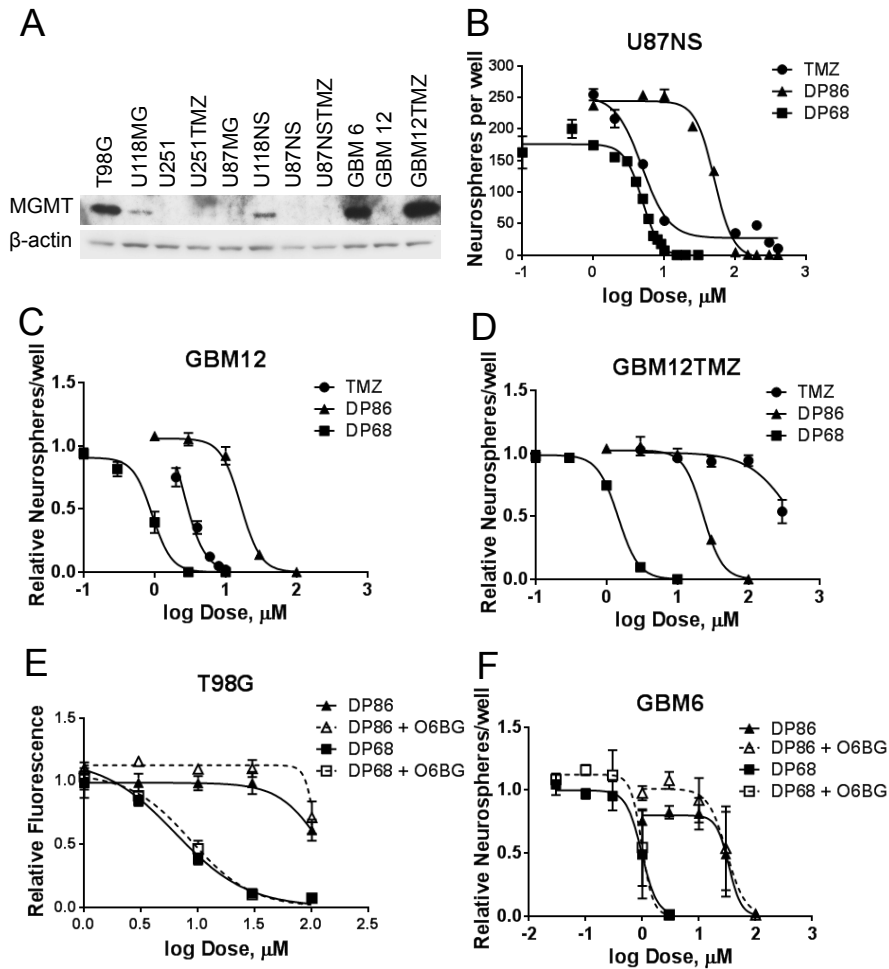 A
T98G
U118MG
U251
U251TMZ
U87MG
U118NS
U87NS
U87NSTMZ
GBM 6
GBM 12
GBM12TMZ
MGMT
β-actin
B
U87NS
TMZ
DP86
DP68
Neurospheres per well
300
250
200
150
100
50
0
-1 0 1 2 3
log Dose, μM
C
GBM12
TMZ
DP86
DP68
Relative Neurospheres/well
1.5
1.0
0.5
0.0
-1 0 1 2 3
log Dose, μM
D
GBM12TMZ
TMZ
DP86
DP68
Relative Neurospheres/well
1.5
1.0
0.5
0.0
-1 0 1 2 3
log Dose, μM
E
T98G
DP86
DP86 + O6BG
DP68
DP68 + O6BG
Relative Fluorescence
1.5
1.0
0.5
0.0
0.0 0.5 1.0 1.5 2.0 2.5
log Dose, μM
F
GBM6
DP86
DP86 + O6BG
DP68
DP68 + O6BG
Relative Neurospheres/well
1.5
1.0
0.5
0.0
-2 -1 0 1 2 3
log Dose, μM